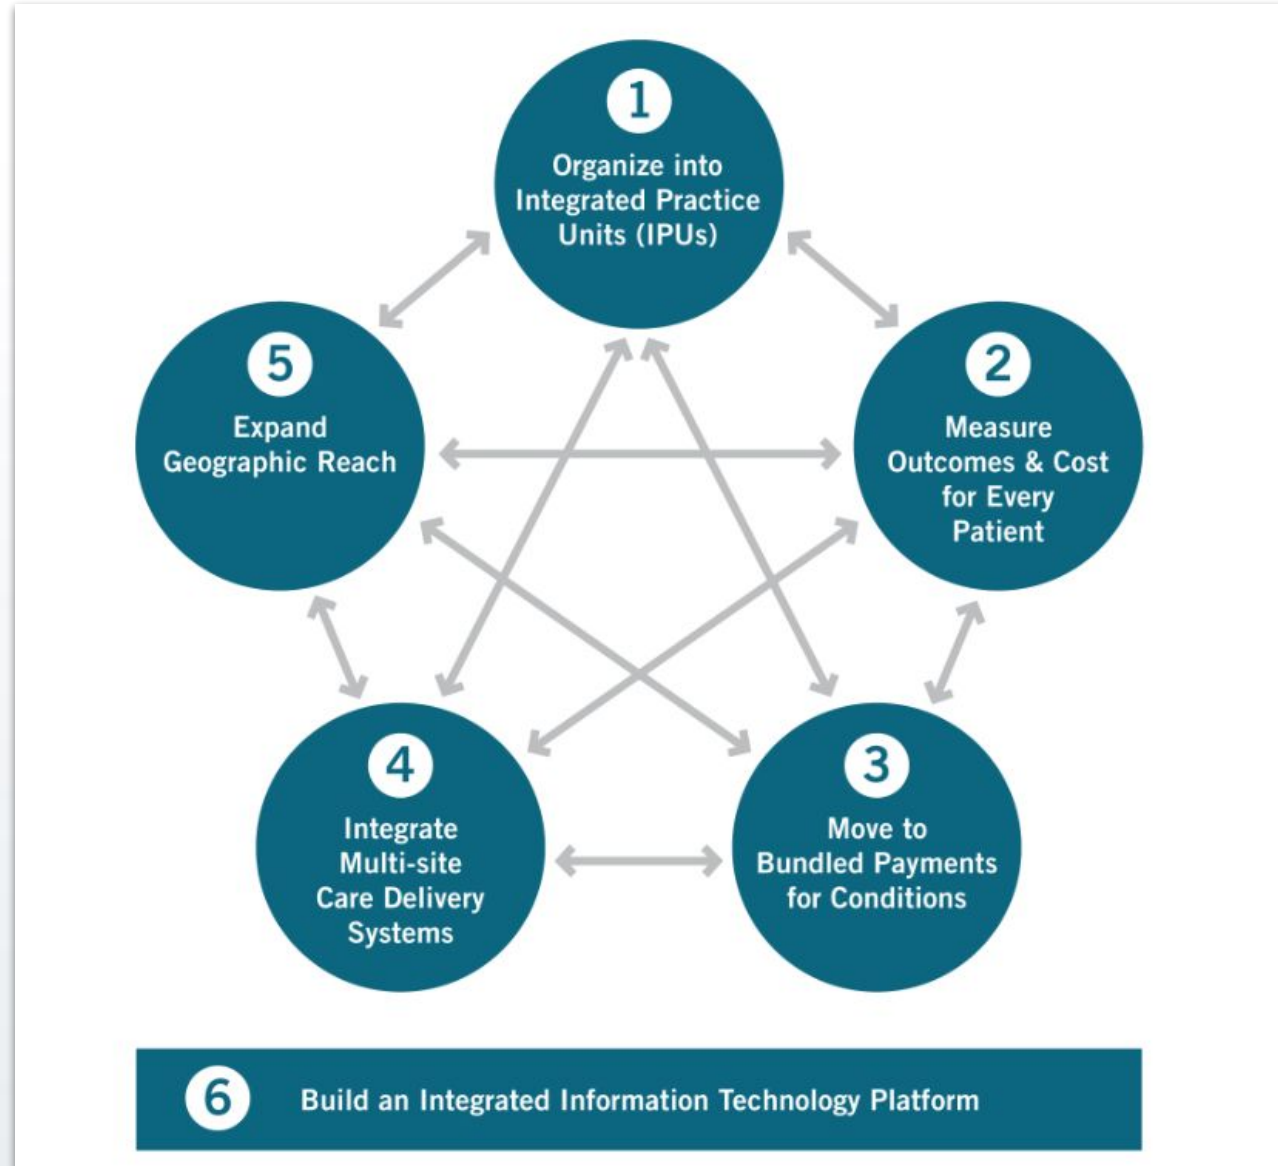 1
Organize into
Integrated Practice
Units (IPUs)
2
Measure
Outcomes & Cost
for Every
Patient
3
Move to
Bundled Payments
for Conditions
4
Integrate
Multi-site
Care Delivery
Systems
5
Expand
Geographic Reach
6 Build an Integrated Information Technology Platform